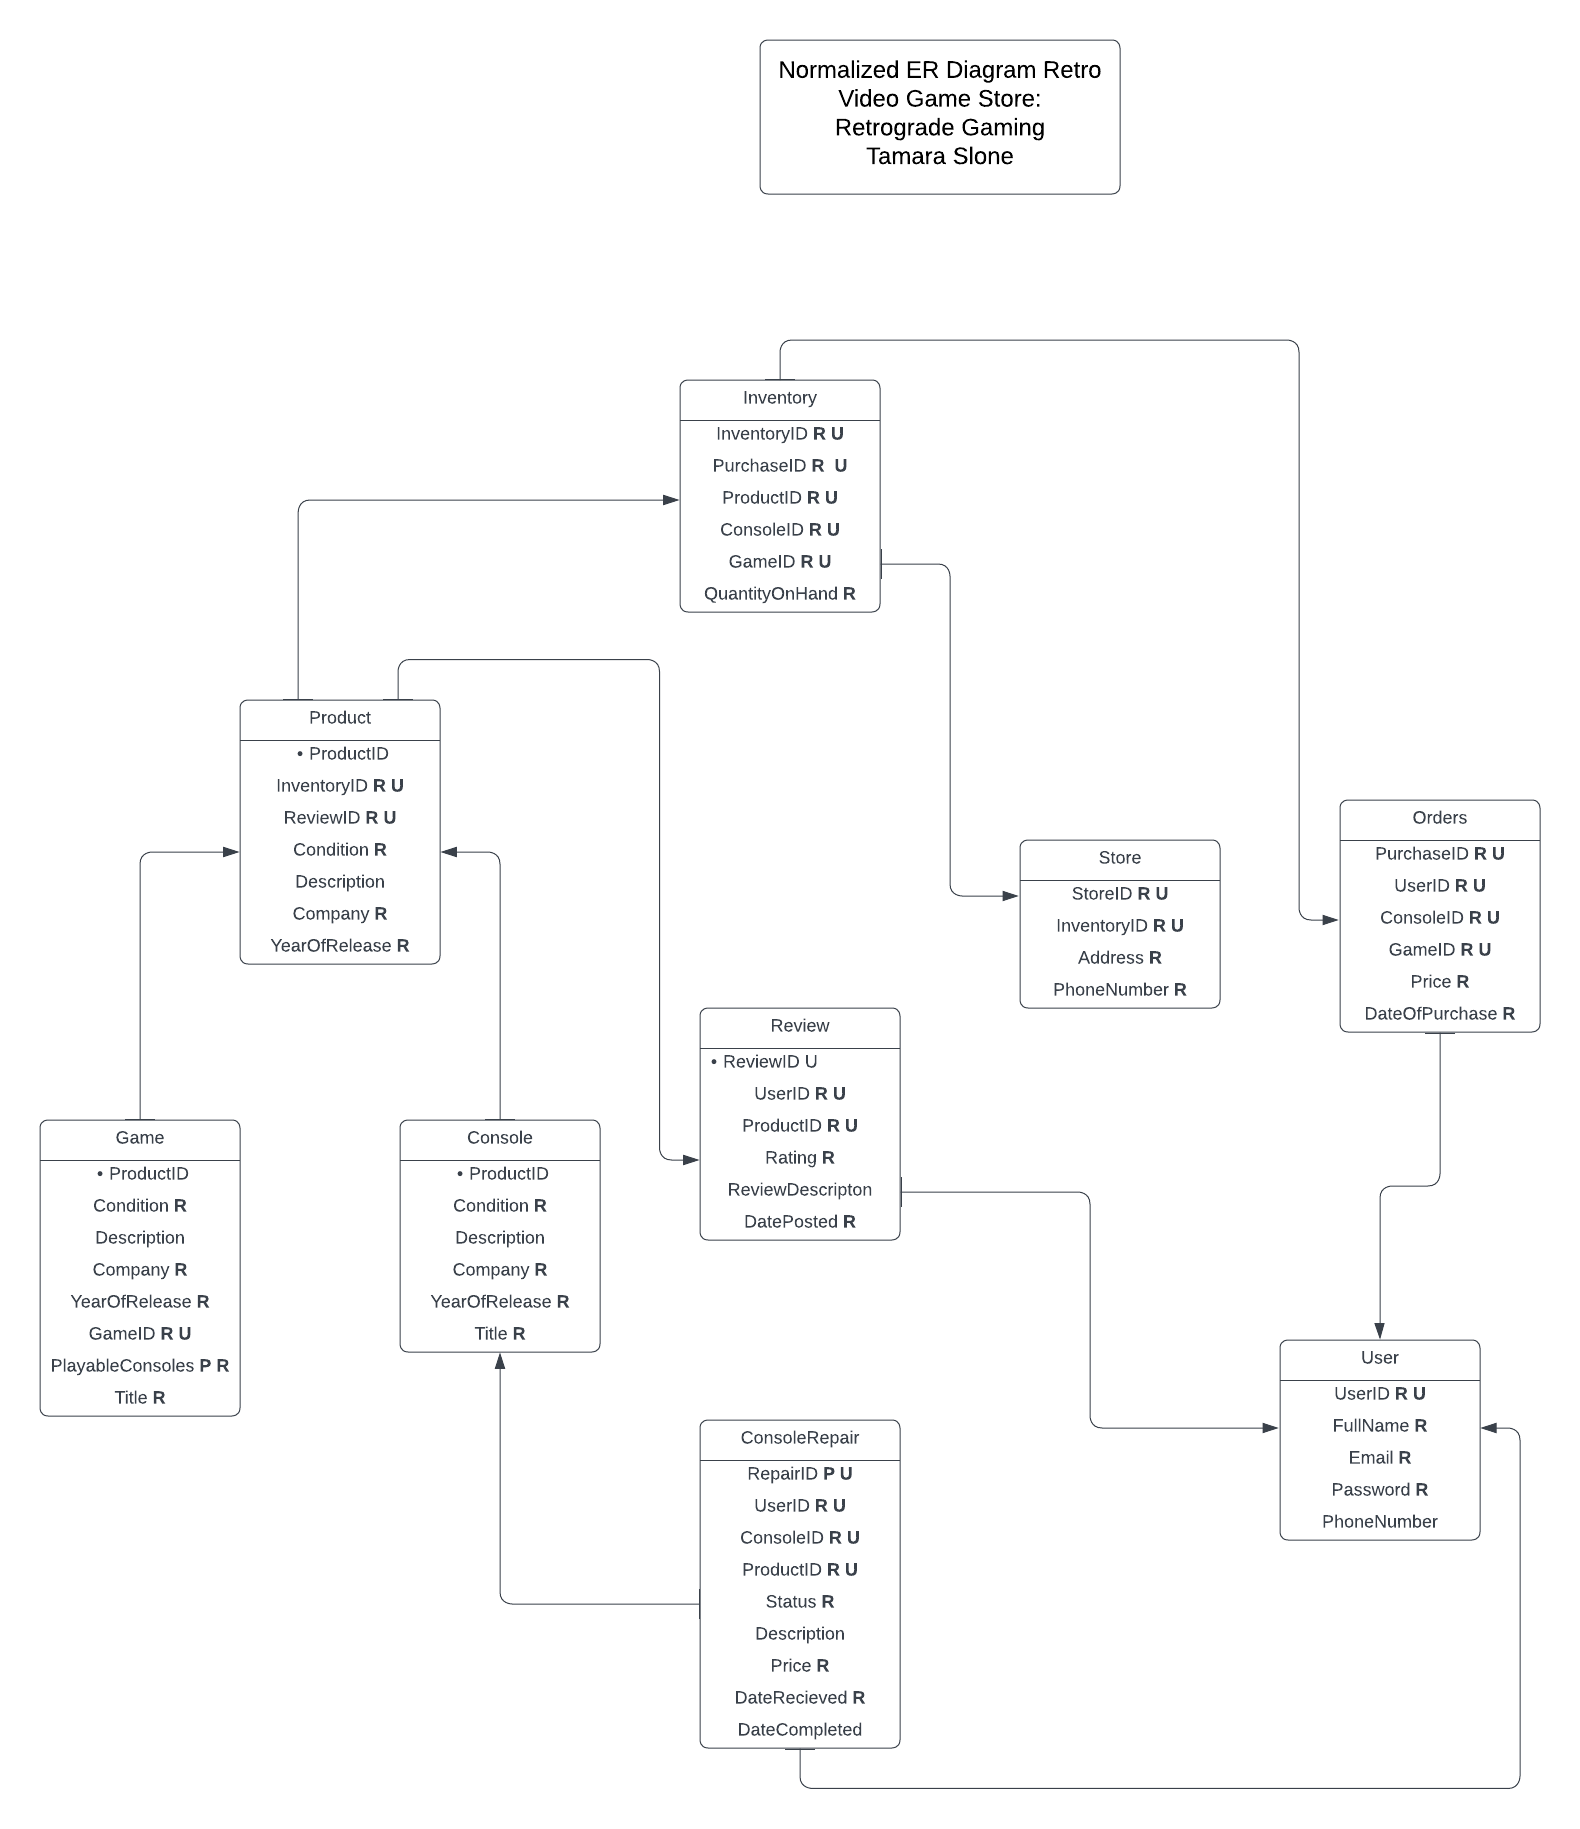 Normalized ER Diagram Retro
Video Game Store:
Retrograde Gaming
Tamara Slone
Inventory
InventoryID R U
PurchaseID R  U
ProductID R U
ConsoleID R U
GameID R U
QuantityOnHand R
Product
• ProductID
InventoryID R U
ReviewID R U
Condition R
Description
Company R
YearOfRelease R
Orders
PurchaseID R U
UserID R U
ConsoleID R U
GameID R U
Price R
DateOfPurchase R
Store
StoreID R U
InventoryID R U
Address R
PhoneNumber R
Review
• ReviewID U
UserID R U
ProductID R U
Rating R
ReviewDescripton
DatePosted R
Game
• ProductID
Condition R
Description
Company R
YearOfRelease R
GameID R U
PlayableConsoles P R
Title R
Console
• ProductID
Condition R
Description
Company R
YearOfRelease R
Title R
User
UserID R U
FullName R
Email R
Password R
PhoneNumber
ConsoleRepair
RepairID P U
UserID R U
ConsoleID R U
ProductID R U
Status R
Description
Price R
DateRecieved R
DateCompleted